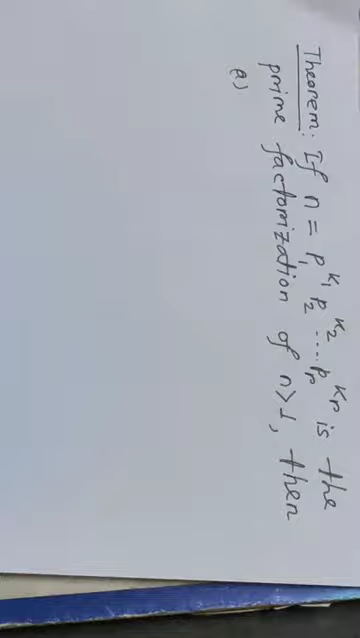 Theorem: If n = p₁^k₁ p₂^k₂ .... pᵣ^kᵣ is the
prime factorization of n>1, then
a)